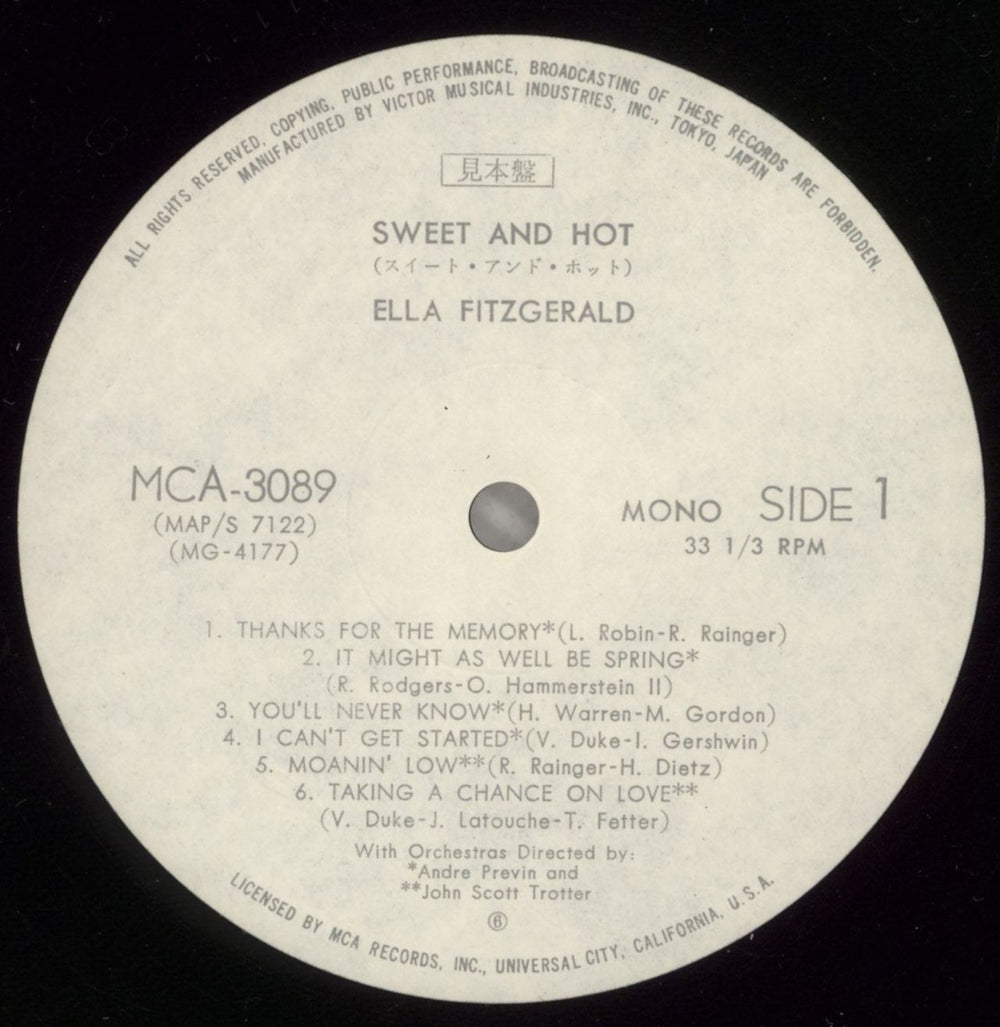 ALL RIGHTS RESERVED, COPYING, PUBLIC PERFORMANCE, BROADCASTING OF THESE RECORDS ARE FORBIDDEN.
MANUFACTURED BY VICTOR MUSICAL INDUSTRIES, INC., TOKYO, JAPAN
見本盤
SWEET AND HOT
(スイート・アンド・ホット)
ELLA FITZGERALD
MCA-3089
(MAP/S 7122)
(MG-4177)
MONO SIDE 1
33 1/3 RPM
1. THANKS FOR THE MEMORY*(L. Robin-R. Rainger)
2. IT MIGHT AS WELL BE SPRING*
(R. Rodgers-O. Hammerstein II)
3. YOU'LL NEVER KNOW*(H. Warren-M. Gordon)
4. I CAN'T GET STARTED*(V. Duke-I. Gershwin)
5. MOANIN' LOW**(R. Rainger-H. Dietz)
6. TAKING A CHANCE ON LOVE**
(V. Duke-J. Latouche-T. Fetter)
With Orchestras Directed by:
*Andre Previn and
**John Scott Trotter
⑥
LICENSED BY MCA RECORDS, INC., UNIVERSAL CITY, CALIFORNIA, U.S.A.